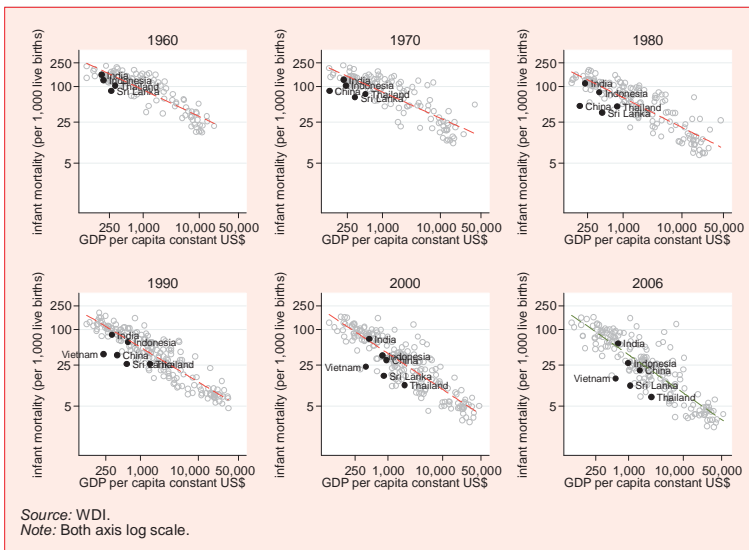 1960
infant mortality (per 1,000 live births)
250
100
25
5
India
Indonesia
Thailand
Sri Lanka
250 1,000 10,000 50,000
GDP per capita constant US$
1970
infant mortality (per 1,000 live births)
250
100
25
5
India
Indonesia
China
Thailand
Sri Lanka
250 1,000 10,000 50,000
GDP per capita constant US$
1980
infant mortality (per 1,000 live births)
250
100
25
5
India
Indonesia
China
Thailand
Sri Lanka
250 1,000 10,000 50,000
GDP per capita constant US$
1990
infant mortality (per 1,000 live births)
250
100
25
5
India
Indonesia
Vietnam
China
Sri Lanka
Thailand
250 1,000 10,000 50,000
GDP per capita constant US$
2000
infant mortality (per 1,000 live births)
250
100
25
5
India
Indonesia
China
Vietnam
Sri Lanka
Thailand
250 1,000 10,000 50,000
GDP per capita constant US$
2006
infant mortality (per 1,000 live births)
250
100
25
5
India
Indonesia
China
Vietnam
Sri Lanka
Thailand
250 1,000 10,000 50,000
GDP per capita constant US$
Source: WDI.
Note: Both axis log scale.